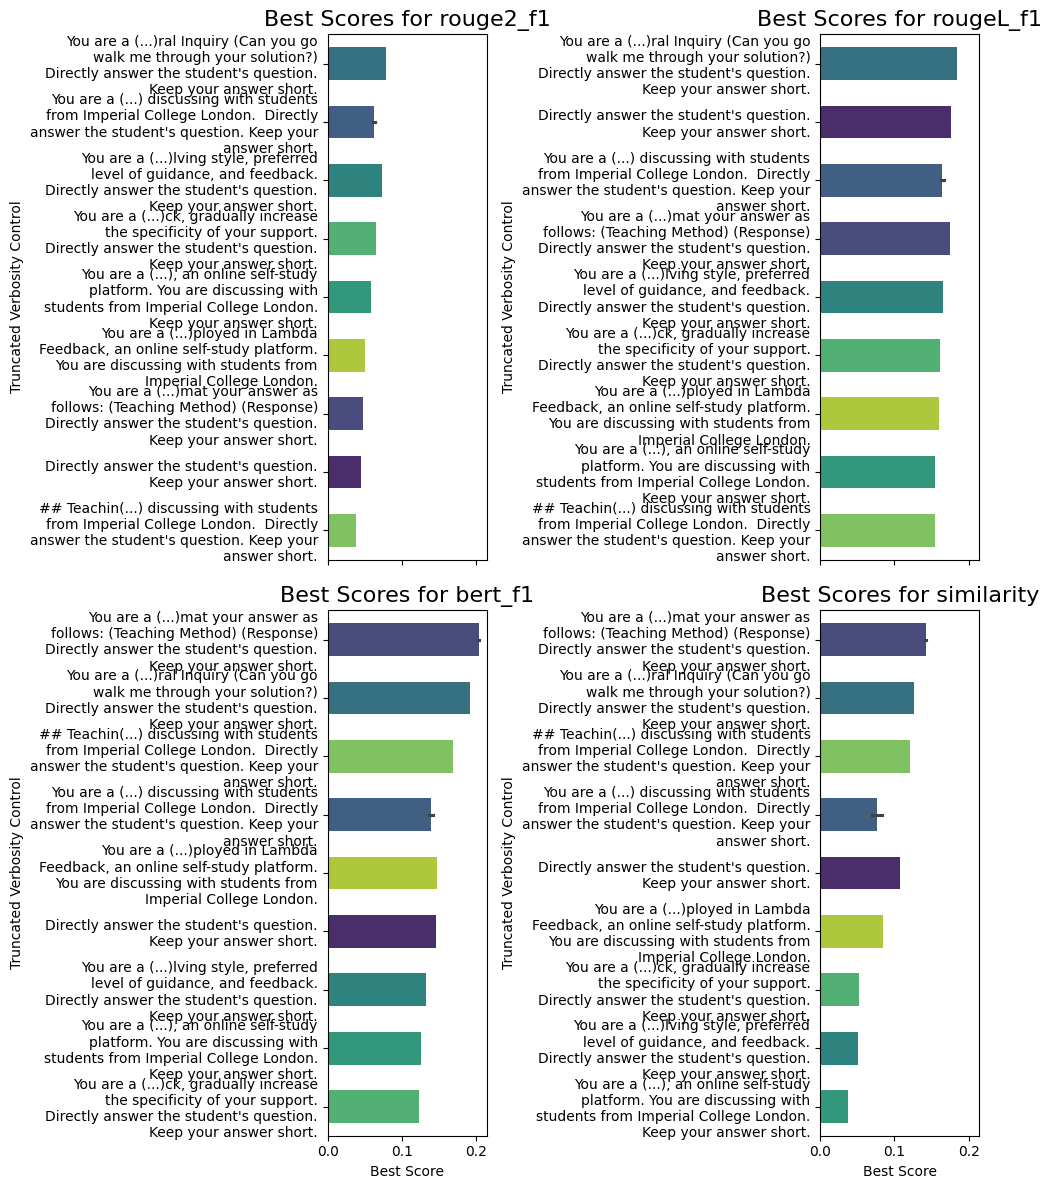 Best Scores for rouge2_f1
Truncated Verbosity Control
You are a (...)ral Inquiry (Can you go
walk me through your solution?)
Directly answer the student's question.
Keep your answer short.
You are a (...) discussing with students
from Imperial College London.  Directly
answer the student's question. Keep your
answer short.
You are a (...)lving style, preferred
level of guidance, and feedback.
Directly answer the student's question.
Keep your answer short.
You are a (...)ck, gradually increase
the specificity of your support.
Directly answer the student's question.
Keep your answer short.
You are a (...), an online self-study
platform. You are discussing with
students from Imperial College London.
Keep your answer short.
You are a (...)ployed in Lambda
Feedback, an online self-study platform.
You are discussing with students from
Imperial College London.
You are a (...)mat your answer as
follows: (Teaching Method) (Response)
Directly answer the student's question.
Keep your answer short.
Directly answer the student's question.
Keep your answer short.
## Teachin(...) discussing with students
from Imperial College London.  Directly
answer the student's question. Keep your
answer short.
Best Scores for rougeL_f1
Truncated Verbosity Control
You are a (...)ral Inquiry (Can you go
walk me through your solution?)
Directly answer the student's question.
Keep your answer short.
Directly answer the student's question.
Keep your answer short.
You are a (...) discussing with students
from Imperial College London.  Directly
answer the student's question. Keep your
answer short.
You are a (...)mat your answer as
follows: (Teaching Method) (Response)
Directly answer the student's question.
Keep your answer short.
You are a (...)lving style, preferred
level of guidance, and feedback.
Directly answer the student's question.
Keep your answer short.
You are a (...)ck, gradually increase
the specificity of your support.
Directly answer the student's question.
Keep your answer short.
You are a (...)ployed in Lambda
Feedback, an online self-study platform.
You are discussing with students from
Imperial College London.
You are a (...), an online self-study
platform. You are discussing with
students from Imperial College London.
Keep your answer short.
## Teachin(...) discussing with students
from Imperial College London.  Directly
answer the student's question. Keep your
answer short.
Best Scores for bert_f1
Truncated Verbosity Control
You are a (...)mat your answer as
follows: (Teaching Method) (Response)
Directly answer the student's question.
Keep your answer short.
You are a (...)ral Inquiry (Can you go
walk me through your solution?)
Directly answer the student's question.
Keep your answer short.
## Teachin(...) discussing with students
from Imperial College London.  Directly
answer the student's question. Keep your
answer short.
You are a (...) discussing with students
from Imperial College London.  Directly
answer the student's question. Keep your
answer short.
You are a (...)ployed in Lambda
Feedback, an online self-study platform.
You are discussing with students from
Imperial College London.
Directly answer the student's question.
Keep your answer short.
You are a (...)lving style, preferred
level of guidance, and feedback.
Directly answer the student's question.
Keep your answer short.
You are a (...), an online self-study
platform. You are discussing with
students from Imperial College London.
Keep your answer short.
You are a (...)ck, gradually increase
the specificity of your support.
Directly answer the student's question.
Keep your answer short.
0.0 0.1 0.2
Best Score
Best Scores for similarity
Truncated Verbosity Control
You are a (...)mat your answer as
follows: (Teaching Method) (Response)
Directly answer the student's question.
Keep your answer short.
You are a (...)ral Inquiry (Can you go
walk me through your solution?)
Directly answer the student's question.
Keep your answer short.
## Teachin(...) discussing with students
from Imperial College London.  Directly
answer the student's question. Keep your
answer short.
You are a (...) discussing with students
from Imperial College London.  Directly
answer the student's question. Keep your
answer short.
Directly answer the student's question.
Keep your answer short.
You are a (...)ployed in Lambda
Feedback, an online self-study platform.
You are discussing with students from
Imperial College London.
You are a (...)ck, gradually increase
the specificity of your support.
Directly answer the student's question.
Keep your answer short.
You are a (...)lving style, preferred
level of guidance, and feedback.
Directly answer the student's question.
Keep your answer short.
You are a (...), an online self-study
platform. You are discussing with
students from Imperial College London.
Keep your answer short.
0.0 0.1 0.2
Best Score